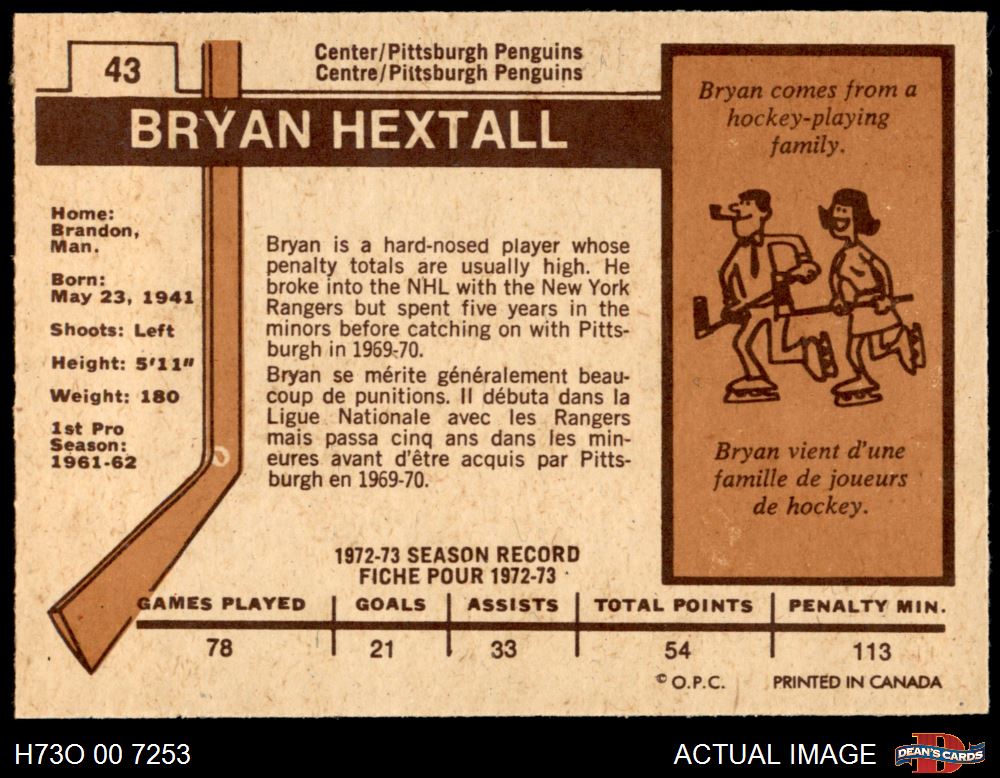 43
Center/Pittsburgh Penguins
Centre/Pittsburgh Penguins
BRYAN HEXTALL
Home:
Brandon,
Man.
Born:
May 23, 1941
Shoots: Left
Height: 5'11"
Weight: 180
1st Pro
Season:
1961-62
Bryan is a hard-nosed player whose
penalty totals are usually high. He
broke into the NHL with the New York
Rangers but spent five years in the
minors before catching on with Pitts-
burgh in 1969-70.
Bryan se mérite généralement beau-
coup de punitions. Il débuta dans la
Ligue Nationale avec les Rangers
mais passa cinq ans dans les min-
eures avant d'être acquis par Pitts-
burgh en 1969-70.
Bryan comes from a
hockey-playing
family.
Bryan vient d'une
famille de joueurs
de hockey.
1972-73 SEASON RECORD
FICHE POUR 1972-73
GAMES PLAYED GOALS ASSISTS TOTAL POINTS PENALTY MIN.
78 21 33 54 113
© O.P.C. PRINTED IN CANADA
H73O 00 7253 ACTUAL IMAGE DEAN'S CARDS